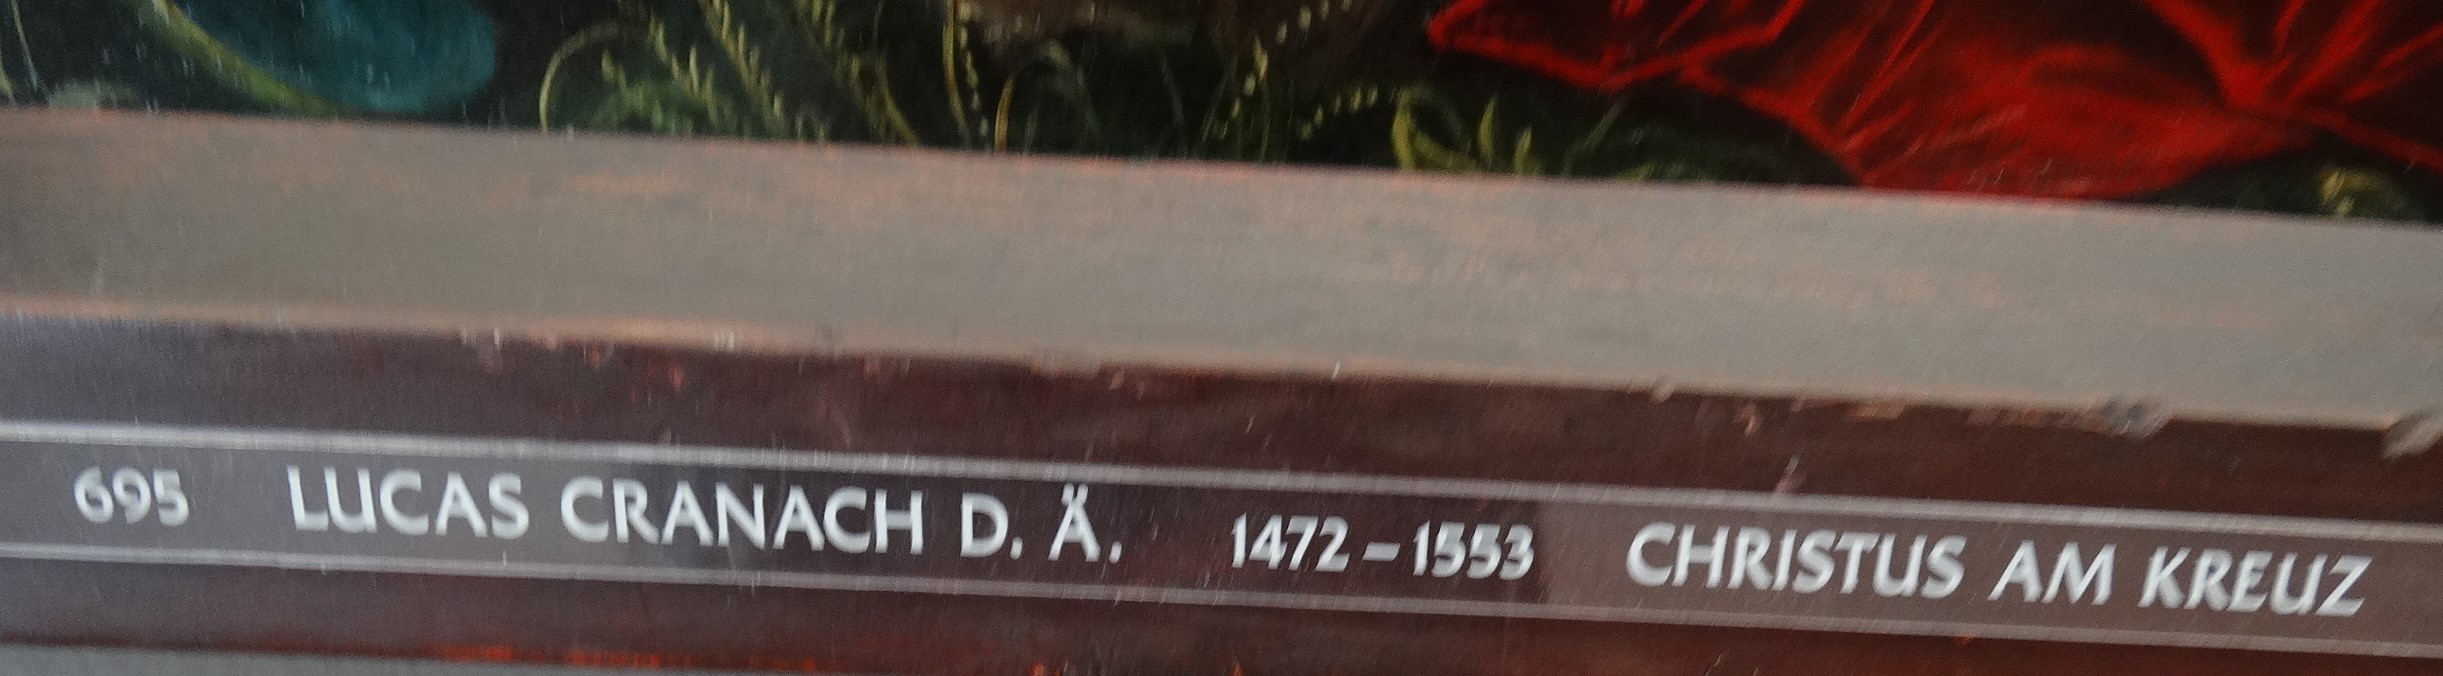 695 LUCAS CRANACH D. Ä. 1472-1553 CHRISTUS AM KREUZ